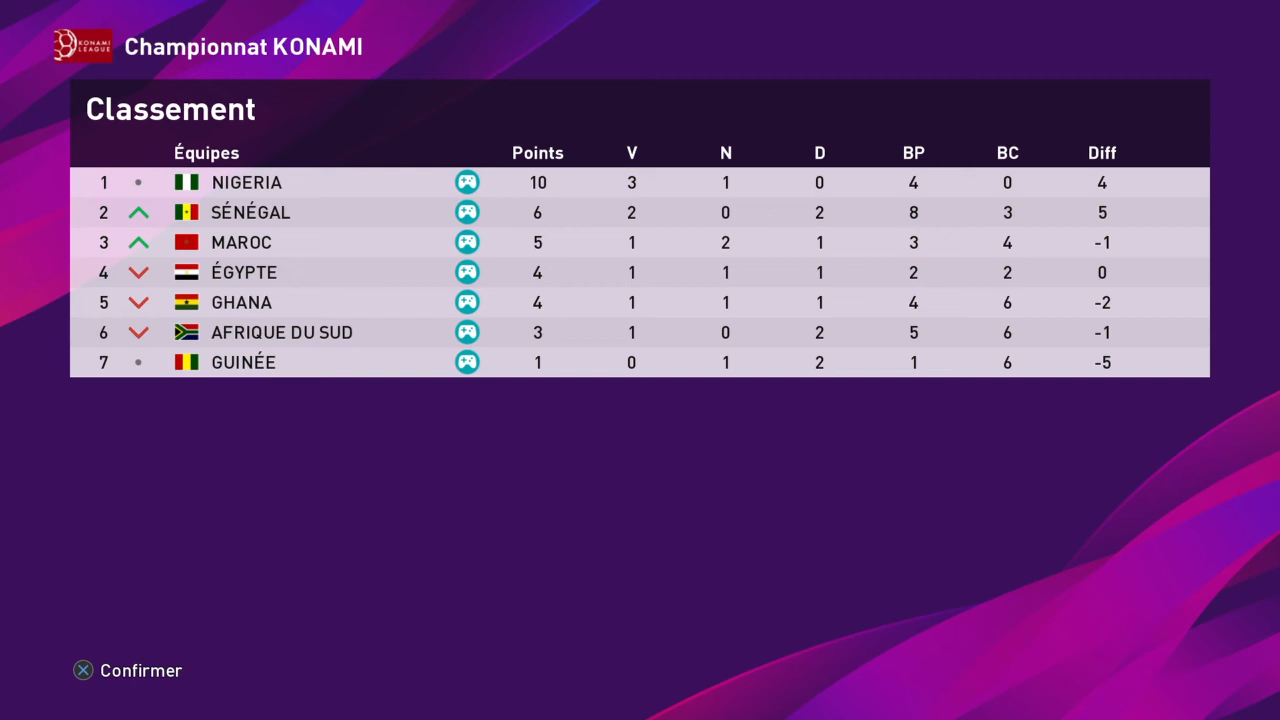 KONAMI
LEAGUE
Championnat KONAMI
Classement
Équipes Points V N D BP BC Diff
1 NIGERIA 10 3 1 0 4 0 4
2 SÉNÉGAL 6 2 0 2 8 3 5
3 MAROC 5 1 2 1 3 4 -1
4 ÉGYPTE 4 1 1 1 2 2 0
5 GHANA 4 1 1 1 4 6 -2
6 AFRIQUE DU SUD 3 1 0 2 5 6 -1
7 GUINÉE 1 0 1 2 1 6 -5
Confirmer